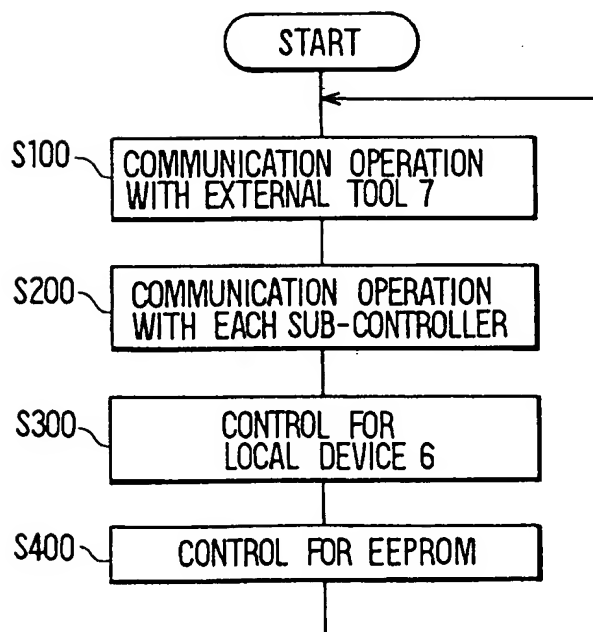 START
S100
COMMUNICATION OPERATION
WITH EXTERNAL TOOL 7
S200
COMMUNICATION OPERATION
WITH EACH SUB-CONTROLLER
S300
CONTROL FOR
LOCAL DEVICE 6
S400
CONTROL FOR EEPROM